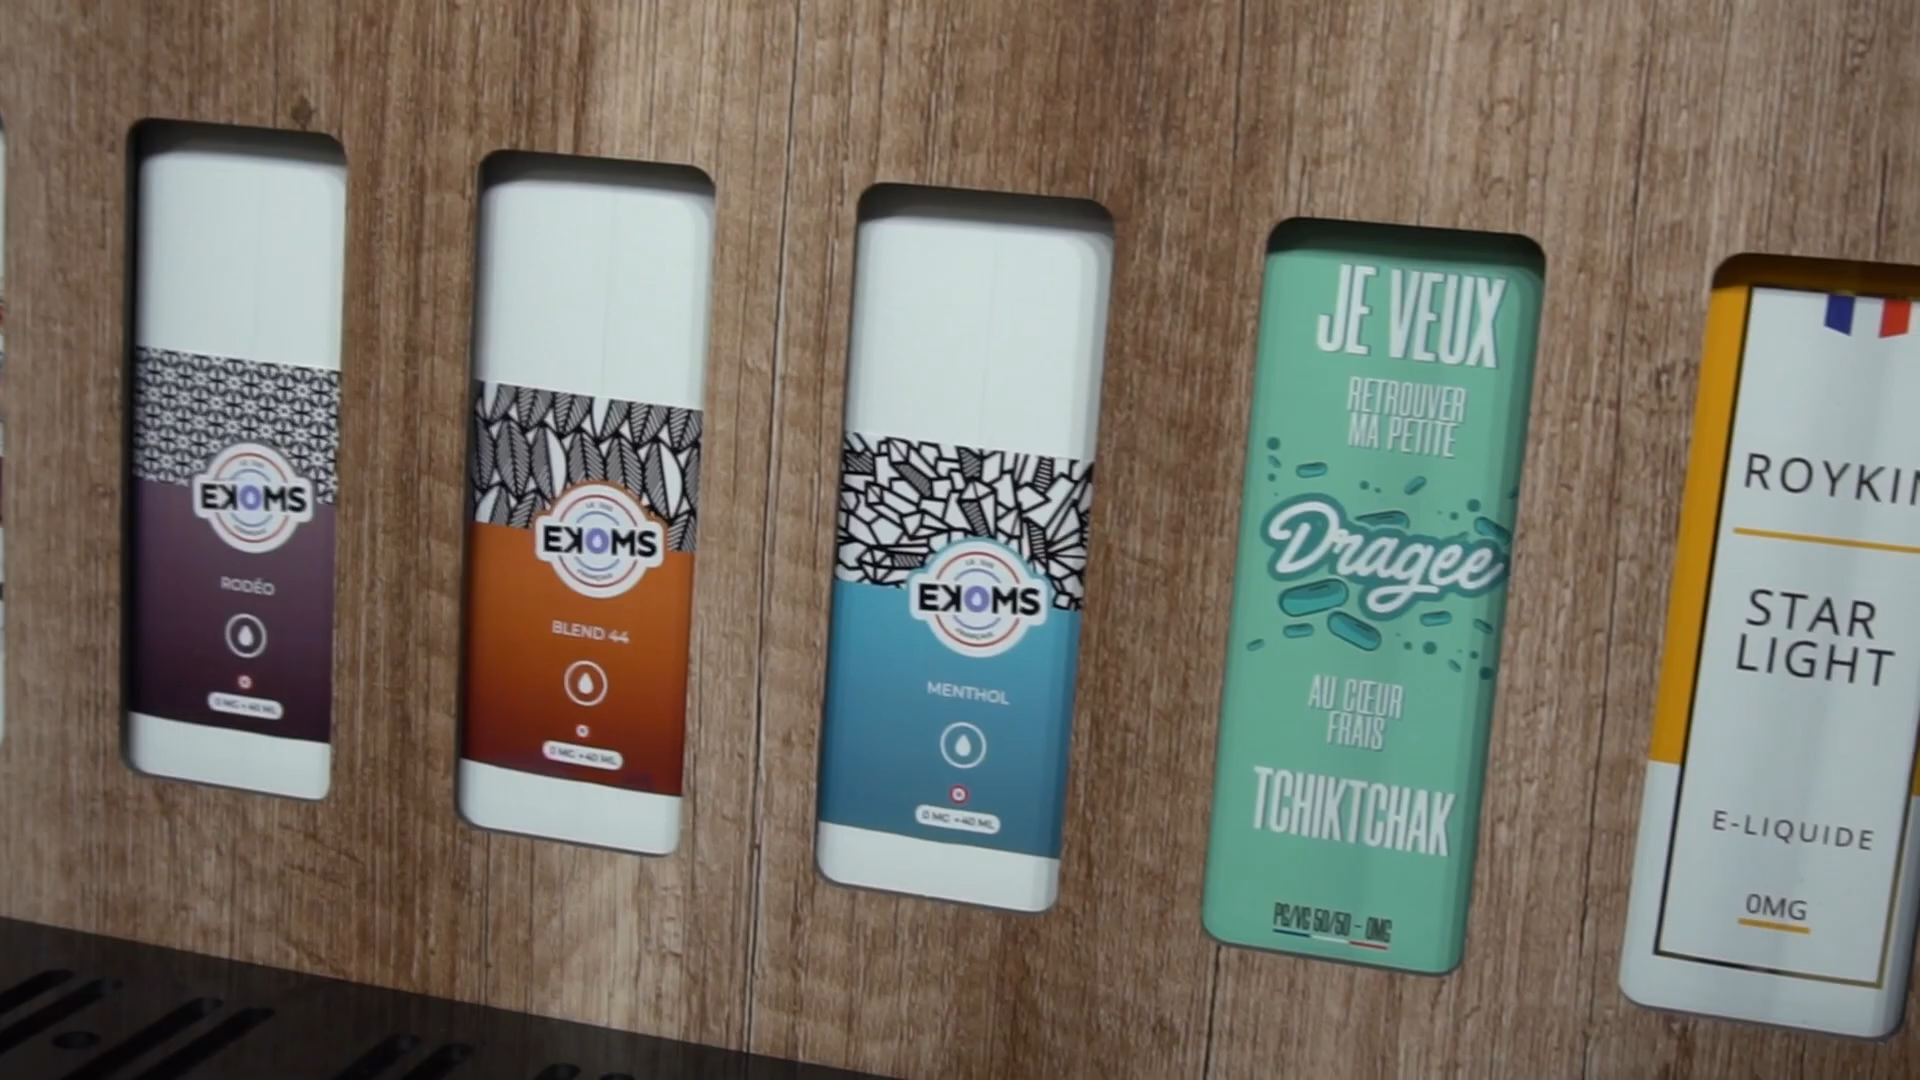 EKOMS
RODÉO
0 MG - 40 ML
EKOMS
FRANÇAIS
BLEND 44
0 MG - 40 ML
EKOMS
FRANÇAIS
MENTHOL
0 MG - 40 ML
JE VEUX
RETROUVER
MA PETITE
Dragee
AU CŒUR
FRAIS
TCHIKTCHAK
PG/VG 50/50 - 0MG
ROYKIN
STAR
LIGHT
E-LIQUIDE
0MG